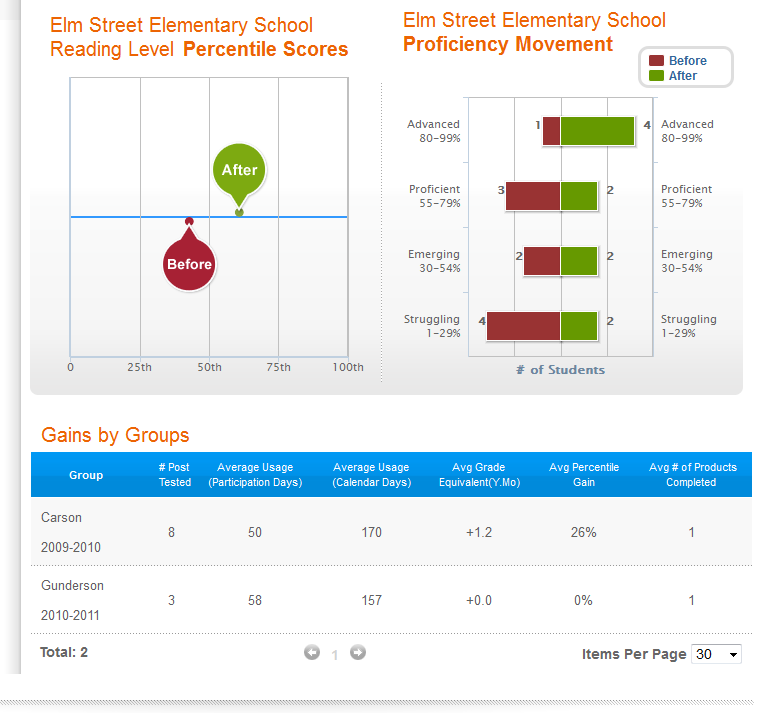 Elm Street Elementary School
Reading Level Percentile Scores
After
Before
0 25th 50th 75th 100th
Elm Street Elementary School
Proficiency Movement
Before
After
Advanced
80–99%
1
4
Advanced
80–99%
Proficient
55–79%
3
2
Proficient
55–79%
Emerging
30–54%
2
2
Emerging
30–54%
Struggling
1–29%
4
2
Struggling
1–29%
# of Students
Gains by Groups
Group
# Post
Tested
Average Usage
(Participation Days)
Average Usage
(Calendar Days)
Avg Grade
Equivalent(Y.Mo)
Avg Percentile
Gain
Avg # of Products
Completed
Carson
2009-2010
8 50 170 +1.2 26% 1
Gunderson
2010-2011
3 58 157 +0.0 0% 1
Total: 2
1
Items Per Page 30